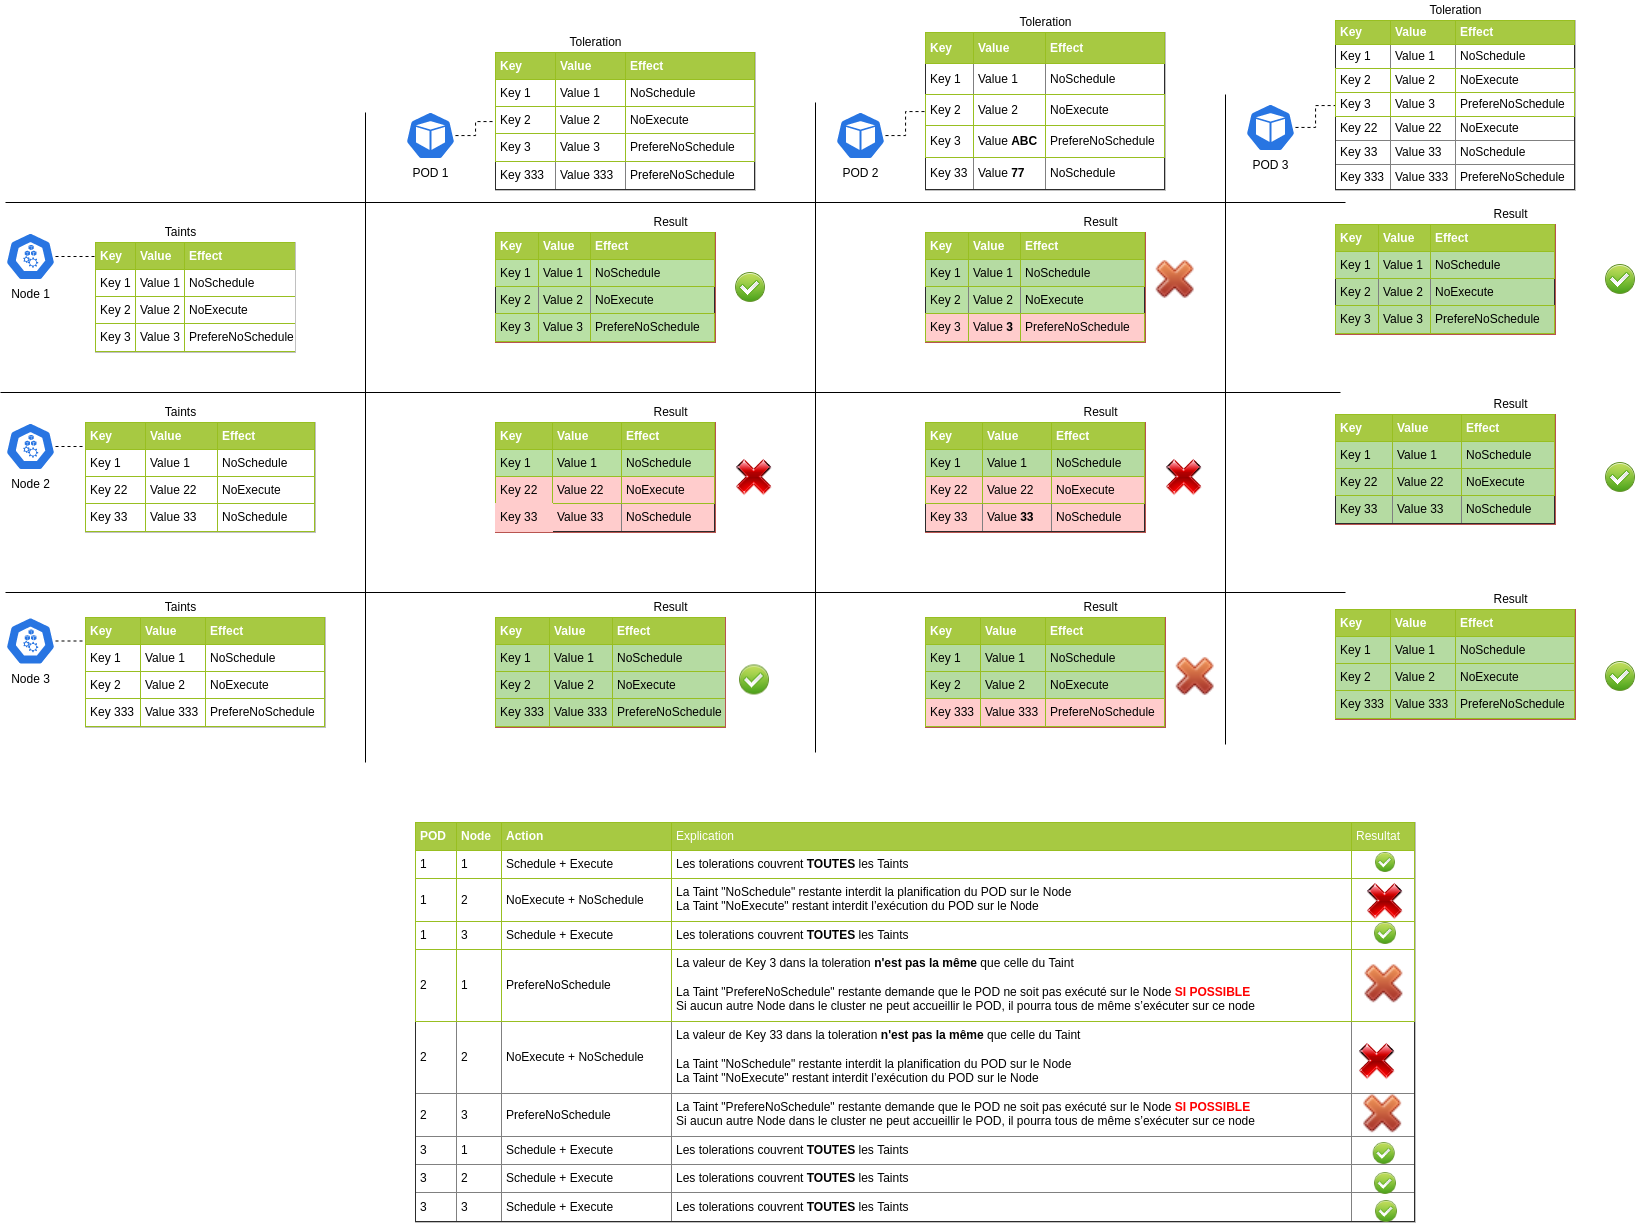 Toleration
Key Value Effect
Key 1 Value 1 NoSchedule
Key 2 Value 2 NoExecute
Key 3 Value 3 PrefereNoSchedule
Key 333 Value 333 PrefereNoSchedule
POD 1
Toleration
Key Value Effect
Key 1 Value 1 NoSchedule
Key 2 Value 2 NoExecute
Key 3 Value ABC PrefereNoSchedule
Key 33 Value 77 NoSchedule
POD 2
Toleration
Key Value Effect
Key 1 Value 1 NoSchedule
Key 2 Value 2 NoExecute
Key 3 Value 3 PrefereNoSchedule
Key 22 Value 22 NoExecute
Key 33 Value 33 NoSchedule
Key 333 Value 333 PrefereNoSchedule
POD 3
Node 1
Taints
Key Value Effect
Key 1 Value 1 NoSchedule
Key 2 Value 2 NoExecute
Key 3 Value 3 PrefereNoSchedule
Result
Key Value Effect
Key 1 Value 1 NoSchedule
Key 2 Value 2 NoExecute
Key 3 Value 3 PrefereNoSchedule
Result
Key Value Effect
Key 1 Value 1 NoSchedule
Key 2 Value 2 NoExecute
Key 3 Value 3 PrefereNoSchedule
Result
Key Value Effect
Key 1 Value 1 NoSchedule
Key 2 Value 2 NoExecute
Key 3 Value 3 PrefereNoSchedule
Node 2
Taints
Key Value Effect
Key 1 Value 1 NoSchedule
Key 22 Value 22 NoExecute
Key 33 Value 33 NoSchedule
Result
Key Value Effect
Key 1 Value 1 NoSchedule
Key 22 Value 22 NoExecute
Key 33 Value 33 NoSchedule
Result
Key Value Effect
Key 1 Value 1 NoSchedule
Key 22 Value 22 NoExecute
Key 33 Value 33 NoSchedule
Result
Key Value Effect
Key 1 Value 1 NoSchedule
Key 22 Value 22 NoExecute
Key 33 Value 33 NoSchedule
Node 3
Taints
Key Value Effect
Key 1 Value 1 NoSchedule
Key 2 Value 2 NoExecute
Key 333 Value 333 PrefereNoSchedule
Result
Key Value Effect
Key 1 Value 1 NoSchedule
Key 2 Value 2 NoExecute
Key 333 Value 333 PrefereNoSchedule
Result
Key Value Effect
Key 1 Value 1 NoSchedule
Key 2 Value 2 NoExecute
Key 333 Value 333 PrefereNoSchedule
Result
Key Value Effect
Key 1 Value 1 NoSchedule
Key 2 Value 2 NoExecute
Key 333 Value 333 PrefereNoSchedule
POD Node Action Explication Resultat
1 1 Schedule + Execute Les tolerations couvrent TOUTES les Taints
1 2 NoExecute + NoSchedule La Taint "NoSchedule" restante interdit la planification du POD sur le Node
La Taint "NoExecute" restant interdit l'exécution du POD sur le Node
1 3 Schedule + Execute Les tolerations couvrent TOUTES les Taints
2 1 PrefereNoSchedule La valeur de Key 3 dans la toleration n'est pas la même que celle du Taint
La Taint "PrefereNoSchedule" restante demande que le POD ne soit pas exécuté sur le Node SI POSSIBLE
Si aucun autre Node dans le cluster ne peut accueillir le POD, il pourra tous de même s'exécuter sur ce node
2 2 NoExecute + NoSchedule La valeur de Key 33 dans la toleration n'est pas la même que celle du Taint
La Taint "NoSchedule" restante interdit la planification du POD sur le Node
La Taint "NoExecute" restant interdit l'exécution du POD sur le Node
2 3 PrefereNoSchedule La Taint "PrefereNoSchedule" restante demande que le POD ne soit pas exécuté sur le Node SI POSSIBLE
Si aucun autre Node dans le cluster ne peut accueillir le POD, il pourra tous de même s'exécuter sur ce node
3 1 Schedule + Execute Les tolerations couvrent TOUTES les Taints
3 2 Schedule + Execute Les tolerations couvrent TOUTES les Taints
3 3 Schedule + Execute Les tolerations couvrent TOUTES les Taints